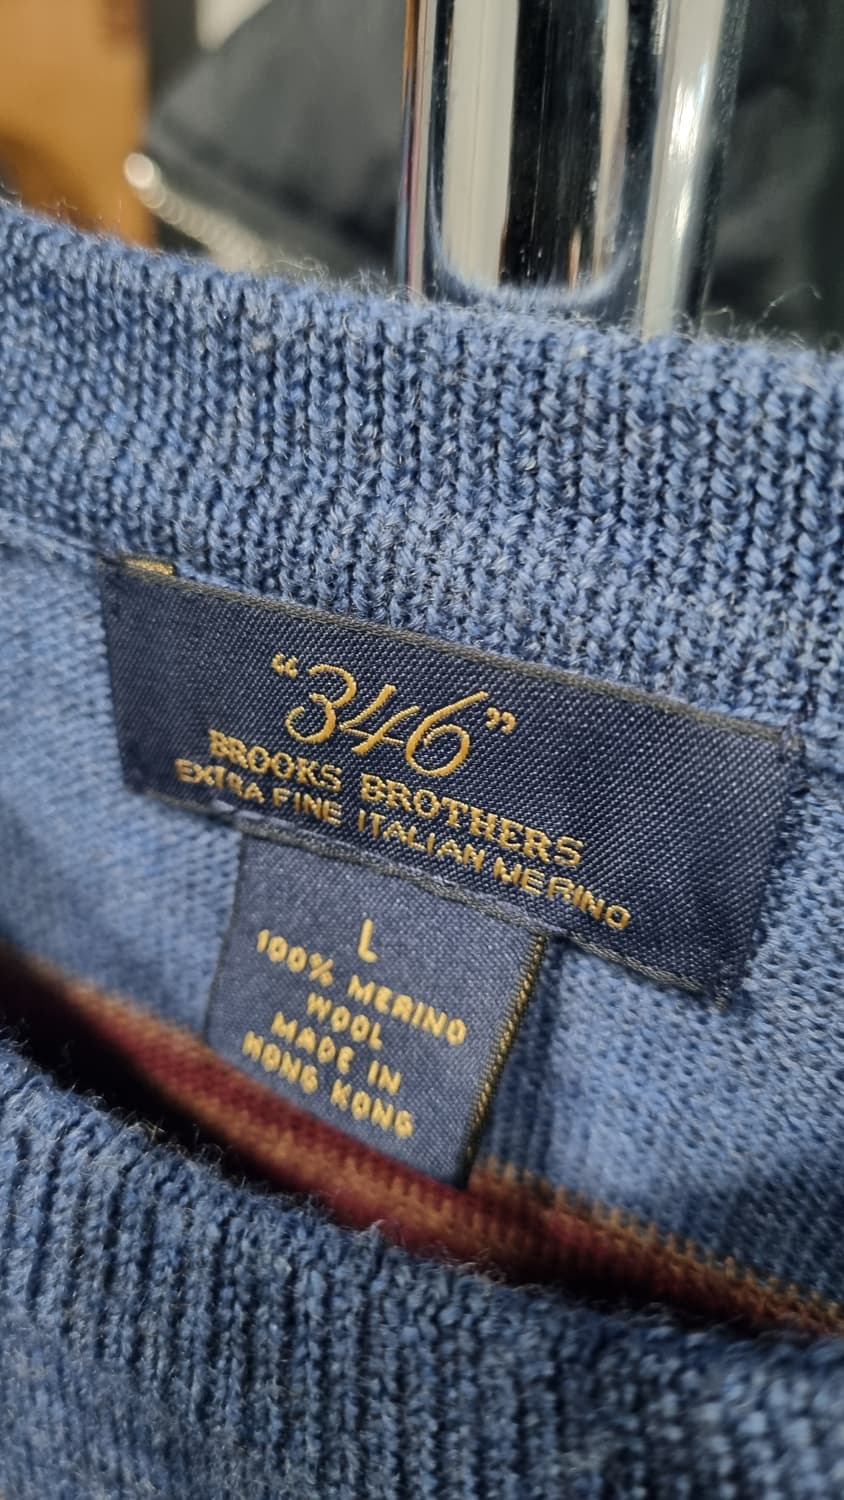 “346”
BROOKS BROTHERS
EXTRA FINE ITALIAN MERINO
L
100% MERINO
WOOL
MADE IN
HONG KONG